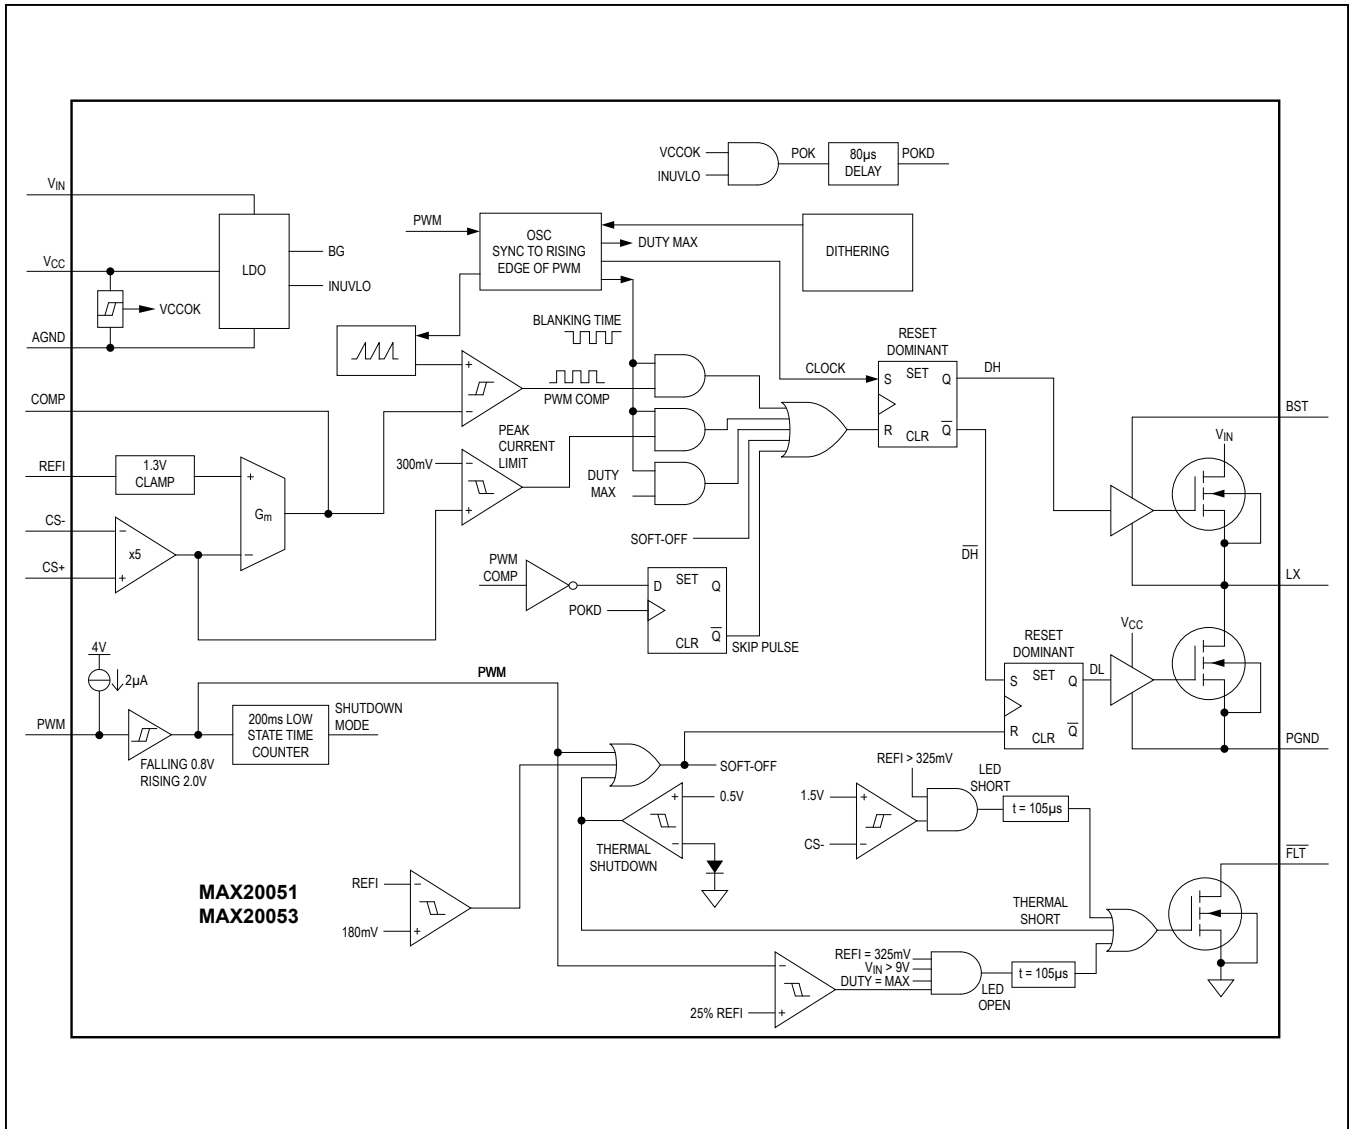 VCCOK
INUVLO
POK
80µs
DELAY
POKD
VIN
LDO
BG
INUVLO
VCC
VCCOK
AGND
PWM
OSC
SYNC TO RISING
EDGE OF PWM
DUTY MAX
DITHERING
BLANKING TIME
PWM COMP
COMP
REFI
1.3V
CLAMP
Gm
CS-
CS+
x5
+
−
−
+
+
−
−
+
300mV
PEAK
CURRENT
LIMIT
DUTY
MAX
SOFT-OFF
CLOCK
RESET
DOMINANT
S
SET
Q
R
CLR
Q
DH
DH
PWM
COMP
POKD
D
SET
Q
CLR
Q
SKIP PULSE
BST
VIN
LX
RESET
DOMINANT
S
SET
Q
R
CLR
Q
DL
VCC
PGND
4V
2µA
PWM
FALLING 0.8V
RISING 2.0V
200ms LOW
STATE TIME
COUNTER
SHUTDOWN
MODE
PWM
SOFT-OFF
+
0.5V
−
THERMAL
SHUTDOWN
REFI > 325mV
1.5V
+
CS-
−
LED
SHORT
t = 105µs
FLT
MAX20051
MAX20053
REFI
−
180mV
+
THERMAL
SHORT
REFI = 325mV
VIN > 9V
DUTY = MAX
−
25% REFI
+
LED
OPEN
t = 105µs